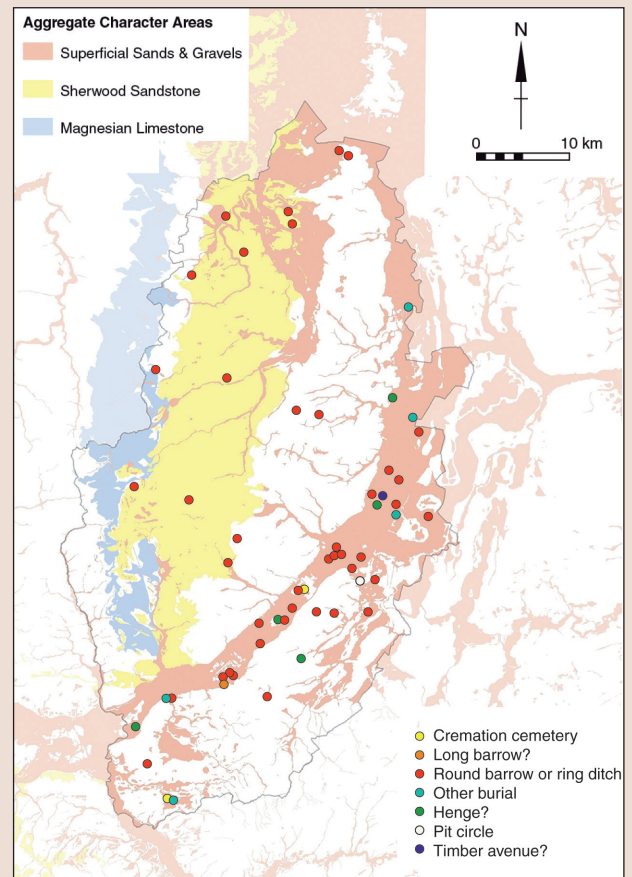 Aggregate Character Areas
Superficial Sands & Gravels
Sherwood Sandstone
Magnesian Limestone
N
0 10 km
Cremation cemetery
Long barrow?
Round barrow or ring ditch
Other burial
Henge?
Pit circle
Timber avenue?